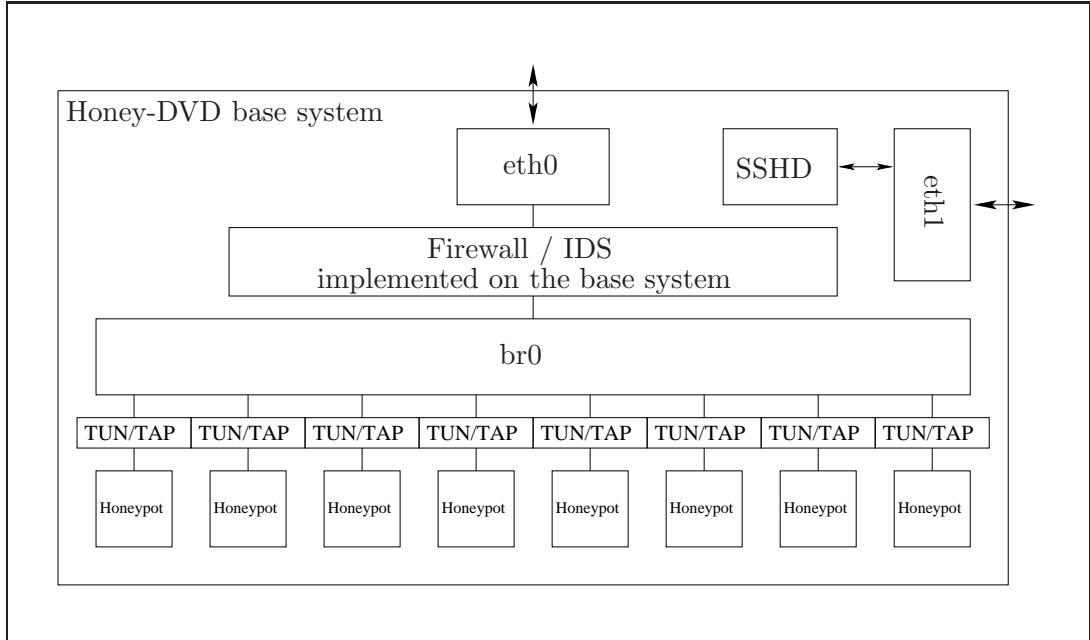 Honey-DVD base system
eth0
SSHD
eth1
Firewall / IDS
implemented on the base system
br0
TUN/TAP TUN/TAP TUN/TAP TUN/TAP TUN/TAP TUN/TAP TUN/TAP TUN/TAP
Honeypot Honeypot Honeypot Honeypot Honeypot Honeypot Honeypot Honeypot